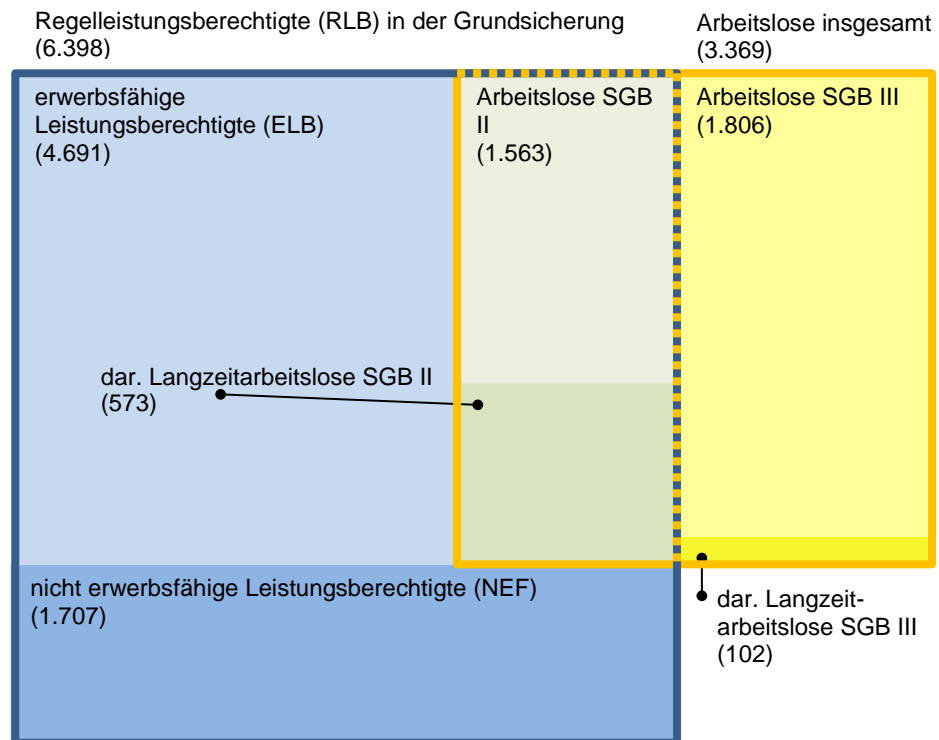 Regelleistungsberechtigte (RLB) in der Grundsicherung
(6.398)
Arbeitslose insgesamt
(3.369)
erwerbsfähige
Leistungsberechtigte (ELB)
(4.691)
Arbeitslose SGB
II
(1.563)
Arbeitslose SGB III
(1.806)
dar. Langzeitarbeitslose SGB II
(573)
nicht erwerbsfähige Leistungsberechtigte (NEF)
(1.707)
dar. Langzeit-
arbeitslose SGB III
(102)